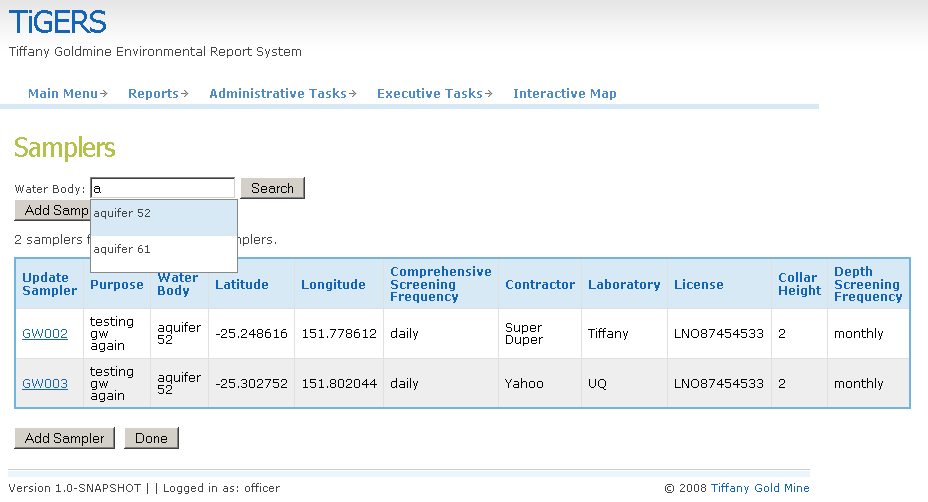 TiGERS
Tiffany Goldmine Environmental Report System
Main Menu Reports Administrative Tasks Executive Tasks Interactive Map
Samplers
Water Body: a Search
Add Samp
aquifer 52
aquifer 61
2 samplers
Update Sampler Purpose Water Body Latitude Longitude Comprehensive Screening Frequency Contractor Laboratory License Collar Height Depth Screening Frequency
GW002 testing gw again aquifer 52 -25.248616 151.778612 daily Super Duper Tiffany LNO87454533 2 monthly
GW003 testing gw again aquifer 52 -25.302752 151.802044 daily Yahoo UQ LNO87454533 2 monthly
Add Sampler Done
Version 1.0-SNAPSHOT | | Logged in as: officer © 2008 Tiffany Gold Mine